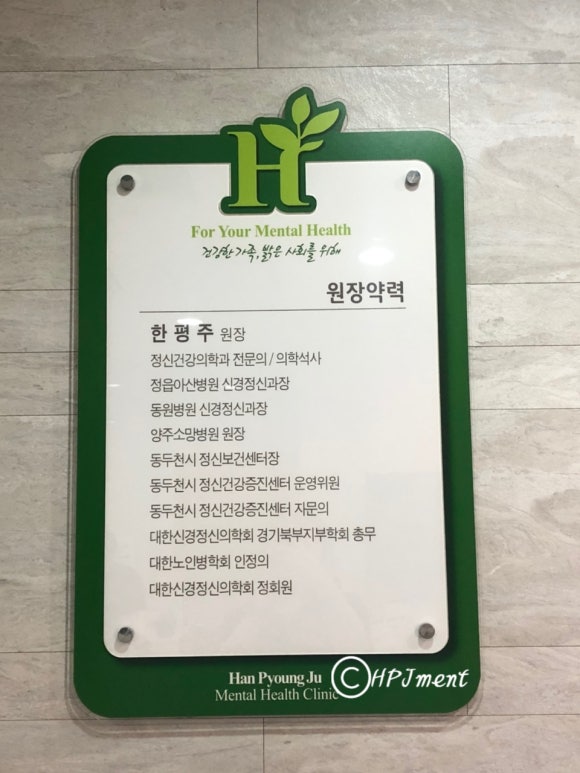 H
For Your Mental Health
건강한 가족, 밝은 사회를 위해
원장약력
한 평 주 원장
정신건강의학과 전문의 / 의학석사
정읍아산병원 신경정신과장
동원병원 신경정신과장
양주소망병원 원장
동두천시 정신보건센터장
동두천시 정신건강증진센터 운영위원
동두천시 정신건강증진센터 자문의
대한신경정신의학회 경기북부지부학회 총무
대한노인병학회 인정의
대한신경정신의학회 정회원
Han Pyoung Ju
Mental Health Clinic
©HPJment